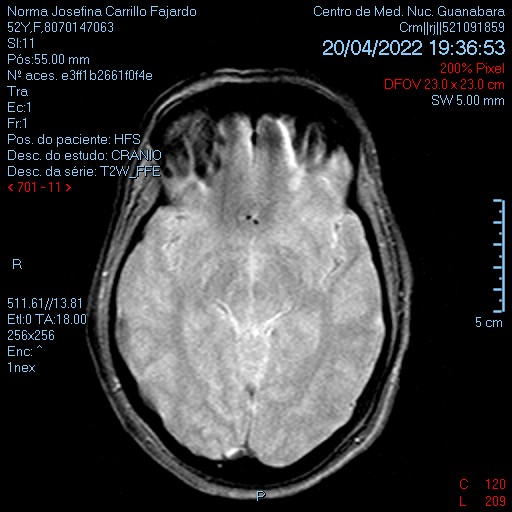 Norma Josefina Carrillo Fajardo
52Y,F,8070147063
Sl:11
Pós:55.00 mm
Nº aces. e3ff1b2661f0f4e
Tra
Ec:1
Fr:1
Pos. do paciente: HFS
Desc. do estudo: CRANIO
Desc. da série: T2W_FFE
< 701 - 11 >
Centro de Med. Nuc. Guanabara
Crm||rj||521091859
20/04/2022 19:36:53
200% Pixel
DFOV 23.0 x 23.0 cm
SW 5.00 mm
R
5 cm
511.61//13.81
Etl:0 TA:18.00
256x256
Enc: ^
1nex
P
C 120
L 209